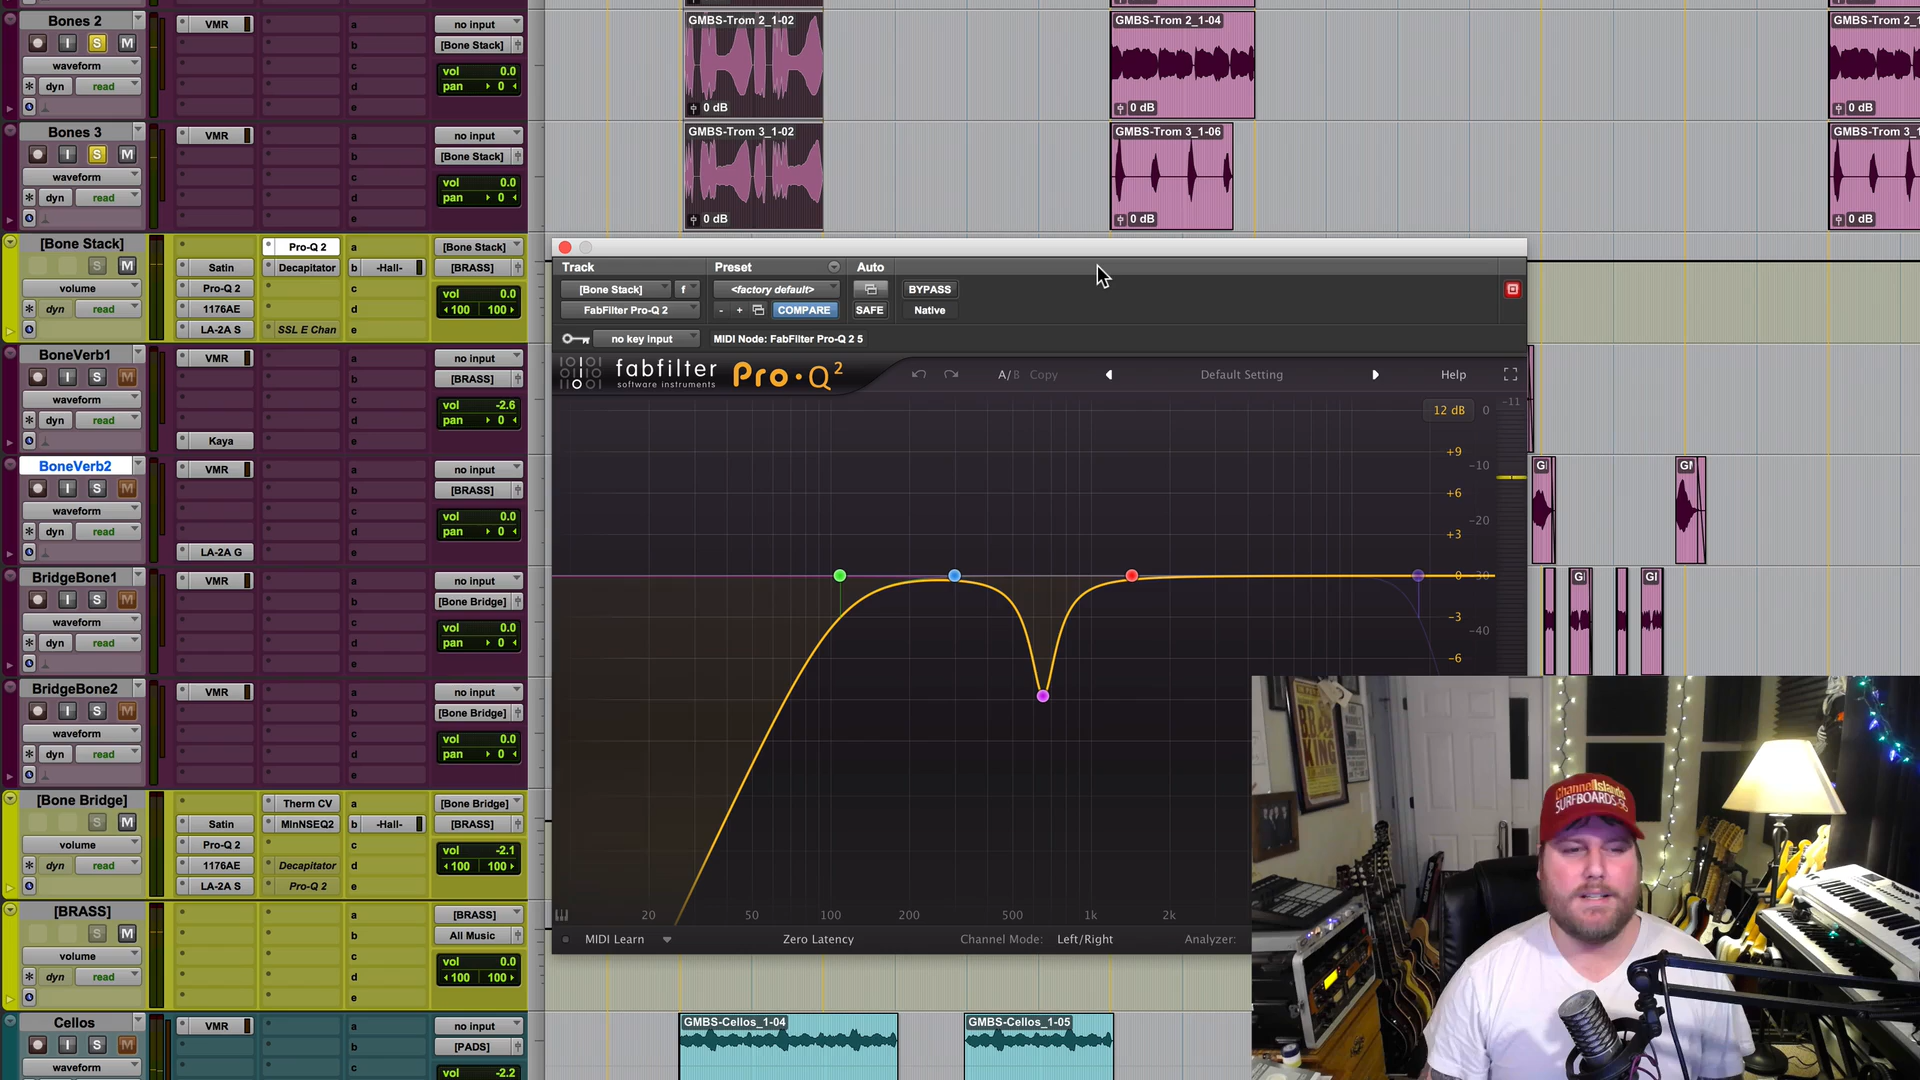 Bones 2
VMR
no input
I S M
[Bone Stack]
waveform
vol 0.0
dyn read
pan 0
a
b
c
d
e
GMBS-Trom 2_1-02
0 dB
GMBS-Trom 2_1-04
0 dB
GMBS-Trom 2_
0 dB
Bones 3
VMR
no input
I S M
[Bone Stack]
waveform
vol 0.0
dyn read
pan 0
a
b
c
d
e
GMBS-Trom 3_1-02
0 dB
GMBS-Trom 3_1-06
0 dB
GMBS-Trom 3_
0 dB
[Bone Stack]
S M
volume
dyn read
Satin
Pro-Q 2
1176AE
LA-2A S
Pro-Q 2
Decapitator
SSL E Chan
a
b -Hall-
c
d
e
[Bone Stack]
[BRASS]
vol 0.0
100 100
BoneVerb1
I S M
waveform
dyn read
VMR
Kaya
a
b
c
d
e
no input
[BRASS]
vol -2.6
pan 0
BoneVerb2
I S M
waveform
dyn read
VMR
LA-2A G
a
b
c
d
e
no input
[BRASS]
vol 0.0
pan 0
BridgeBone1
I S M
waveform
dyn read
VMR
a
b
c
d
e
no input
[Bone Bridge]
vol 0.0
pan 0
BridgeBone2
I S M
waveform
dyn read
VMR
a
b
c
d
e
no input
[Bone Bridge]
vol 0.0
pan 0
[Bone Bridge]
S M
volume
dyn read
Satin
Pro-Q 2
1176AE
LA-2A S
Therm CV
MInNSEQ2
Decapitator
Pro-Q 2
a
b -Hall-
c
d
e
[Bone Bridge]
[BRASS]
vol -2.1
100 100
[BRASS]
S M
volume
dyn read
a
b
c
d
e
[BRASS]
All Music
vol 0.0
100 100
Cellos
I S M
waveform
VMR
a
b
c
no input
[PADS]
vol -2.2
Track Preset Auto
[Bone Stack] f <factory default> BYPASS
FabFilter Pro-Q 2 - + COMPARE SAFE Native
no key input MIDI Node: FabFilter Pro-Q 2 5
fabfilter
software instruments
Pro·Q2
A/B Copy Default Setting Help
12 dB 0 -11
+9 -10
+6
-20
+3
0 -30
-3
-40
-6
20 50 100 200 500 1k 2k
MIDI Learn Zero Latency Channel Mode: Left/Right Analyzer:
GMBS-Cellos_1-04
GMBS-Cellos_1-05
BB KING
Channel Islands
SURFBOARDS